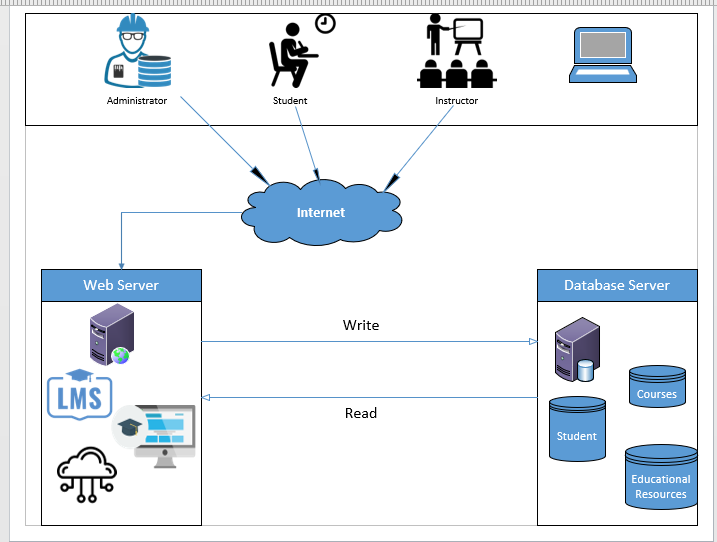 Administrator
Student
Instructor
Internet
Web Server
Database Server
Write
LMS
Courses
Read
Student
Educational
Resources